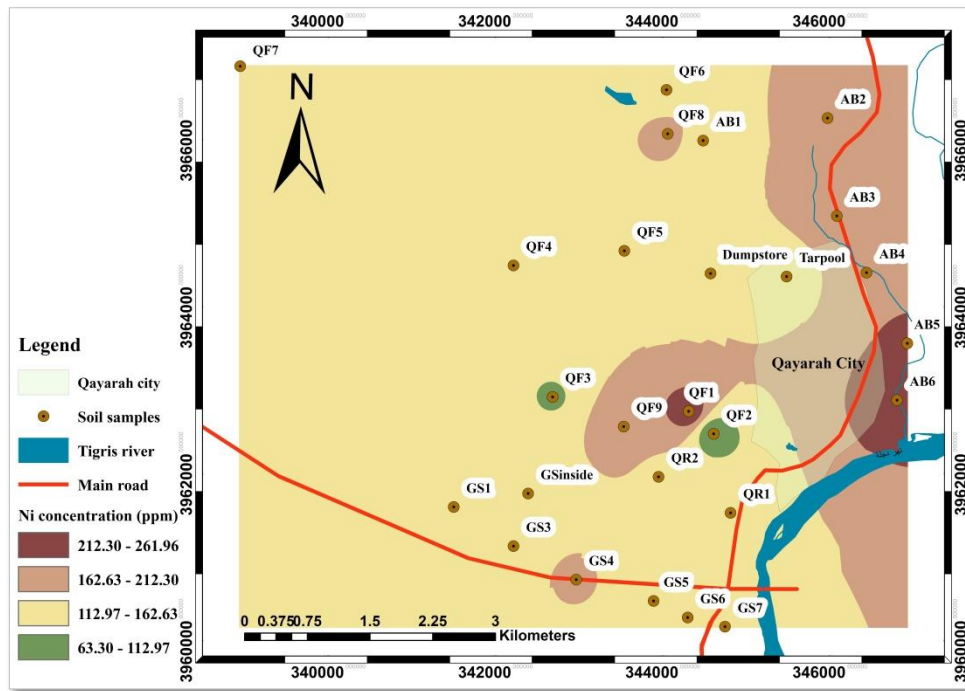 340000 342000 344000 346000
QF7
QF6
N
QF8 AB1 AB2
3966000 3966000
AB3
QF4 QF5 Dumpstore Tarpool AB4
3964000 3964000
AB5
Legend
Qayarah City
Qayarah city
QF3 QF1 AB6
Soil samples
QF9 QF2
Tigris river
QR2
Main road
GS1 GSinside QR1
3962000 3962000
Ni concentration (ppm)
GS3
212.30 - 261.96
GS4
162.63 - 212.30
GS5 GS6 GS7
112.97 - 162.63
0 0.375 0.75 1.5 2.25 3
Kilometers
63.30 - 112.97
3960000 3960000
340000 342000 344000 346000